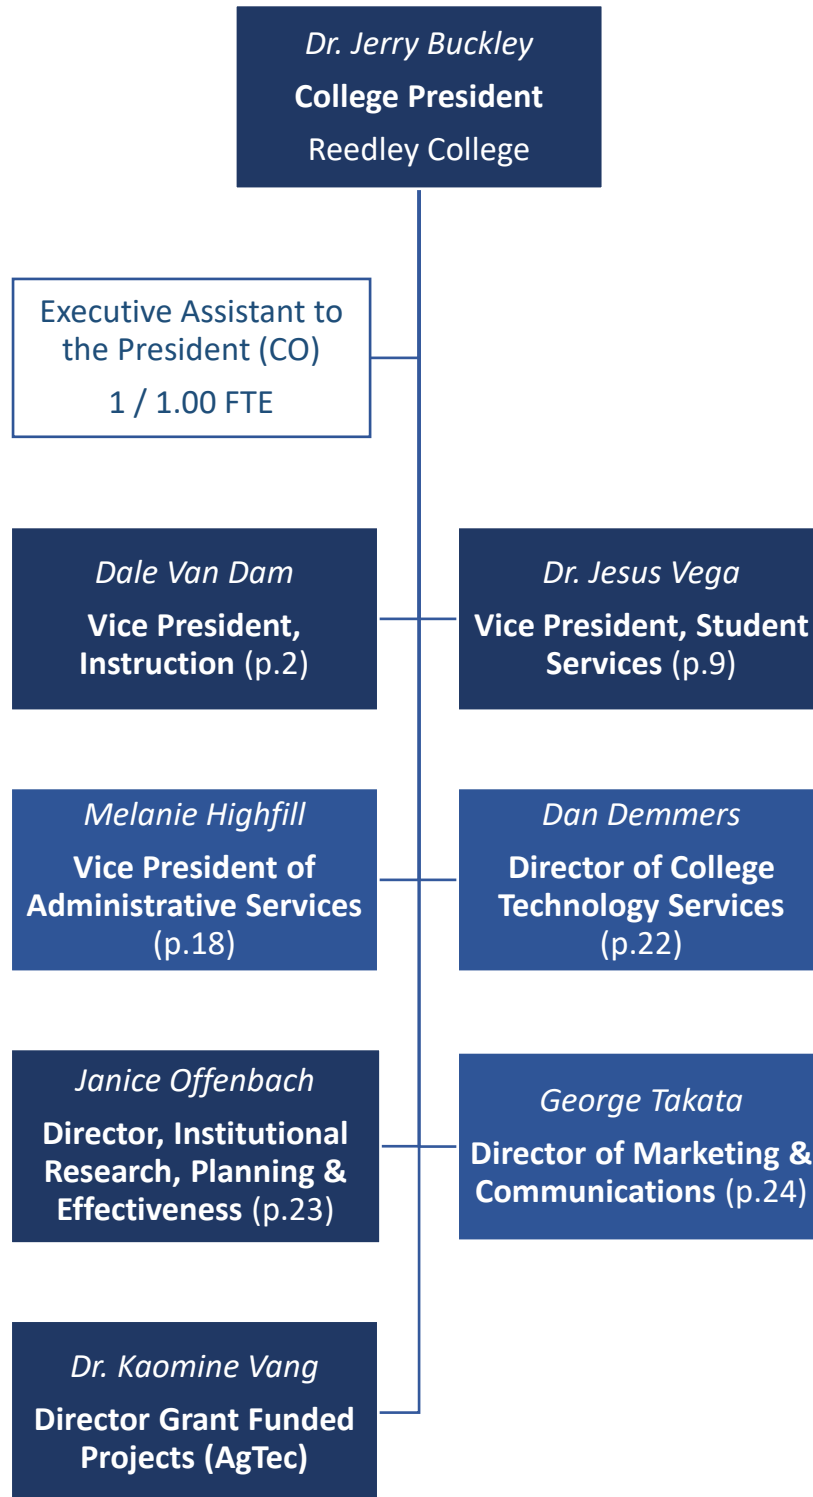 Dr. Jerry Buckley
College President
Reedley College
Executive Assistant to
the President (CO)
1 / 1.00 FTE
Dale Van Dam
Vice President,
Instruction (p.2)
Dr. Jesus Vega
Vice President, Student
Services (p.9)
Melanie Highfill
Vice President of
Administrative Services
(p.18)
Dan Demmers
Director of College
Technology Services
(p.22)
Janice Offenbach
Director, Institutional
Research, Planning &
Effectiveness (p.23)
George Takata
Director of Marketing &
Communications (p.24)
Dr. Kaomine Vang
Director Grant Funded
Projects (AgTec)